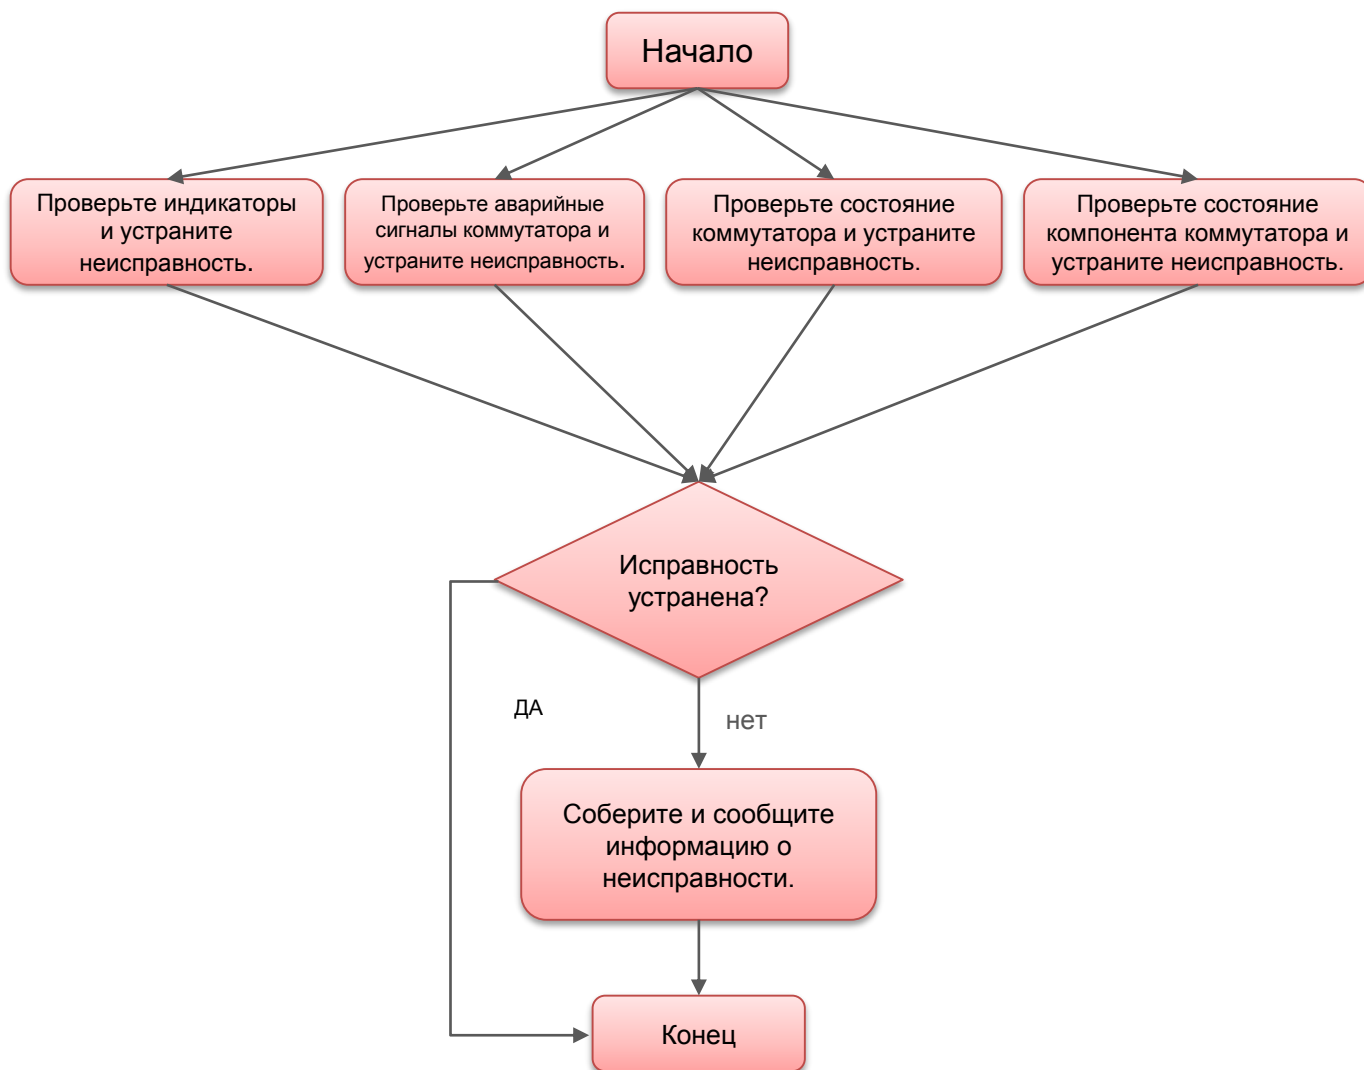 Начало
Проверьте индикаторы
и устраните
неисправность.
Проверьте аварийные
сигналы коммутатора и
устраните неисправность.
Проверьте состояние
коммутатора и устраните
неисправность.
Проверьте состояние
компонента коммутатора и
устраните неисправность.
Исправность
устранена?
ДА
нет
Соберите и сообщите
информацию о
неисправности.
Конец